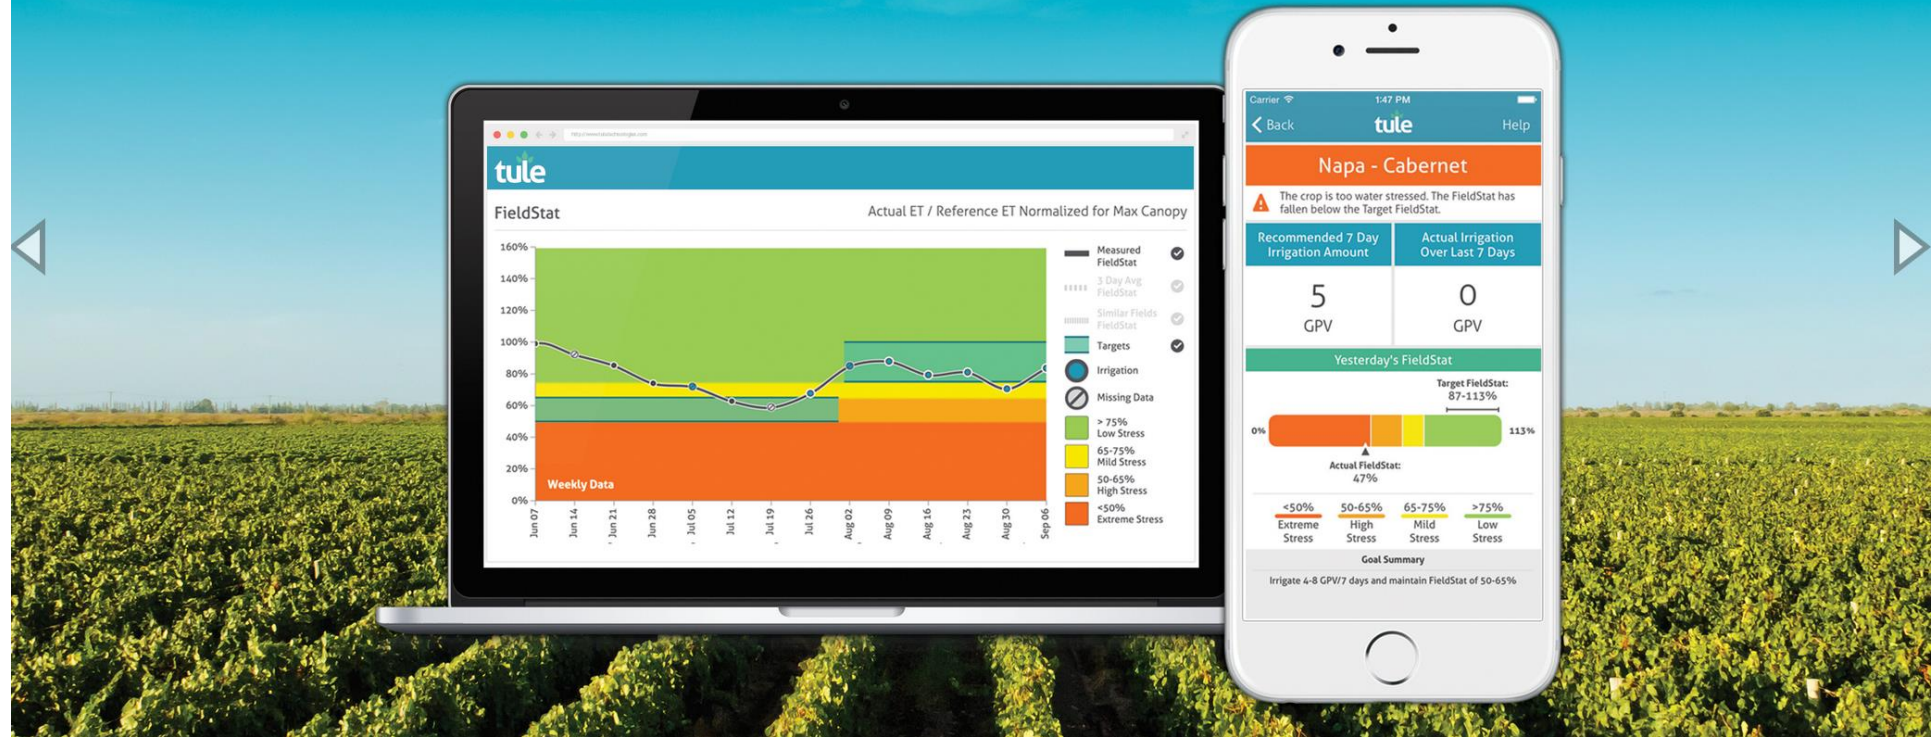 http://www.tuletechnologies.com
tule
FieldStat
Actual ET / Reference ET Normalized for Max Canopy
160%
140%
120%
100%
80%
60%
40%
20%
0%
Weekly Data
Jun 07
Jun 14
Jun 21
Jun 28
Jul 05
Jul 12
Jul 19
Jul 26
Aug 02
Aug 09
Aug 16
Aug 23
Aug 30
Sep 06
Measured
FieldStat
3 Day Avg
FieldStat
Similar Fields
FieldStat
Targets
Irrigation
Missing Data
> 75%
Low Stress
65-75%
Mild Stress
50-65%
High Stress
<50%
Extreme Stress
Carrier 1:47 PM
Back tule Help
Napa - Cabernet
The crop is too water stressed. The FieldStat has
fallen below the Target FieldStat.
Recommended 7 Day
Irrigation Amount
Actual Irrigation
Over Last 7 Days
5
GPV
0
GPV
Yesterday's FieldStat
Target FieldStat:
87-113%
0% 113%
Actual FieldStat:
47%
<50% 50-65% 65-75% >75%
Extreme High Mild Low
Stress Stress Stress Stress
Goal Summary
Irrigate 4-8 GPV/7 days and maintain FieldStat of 50-65%